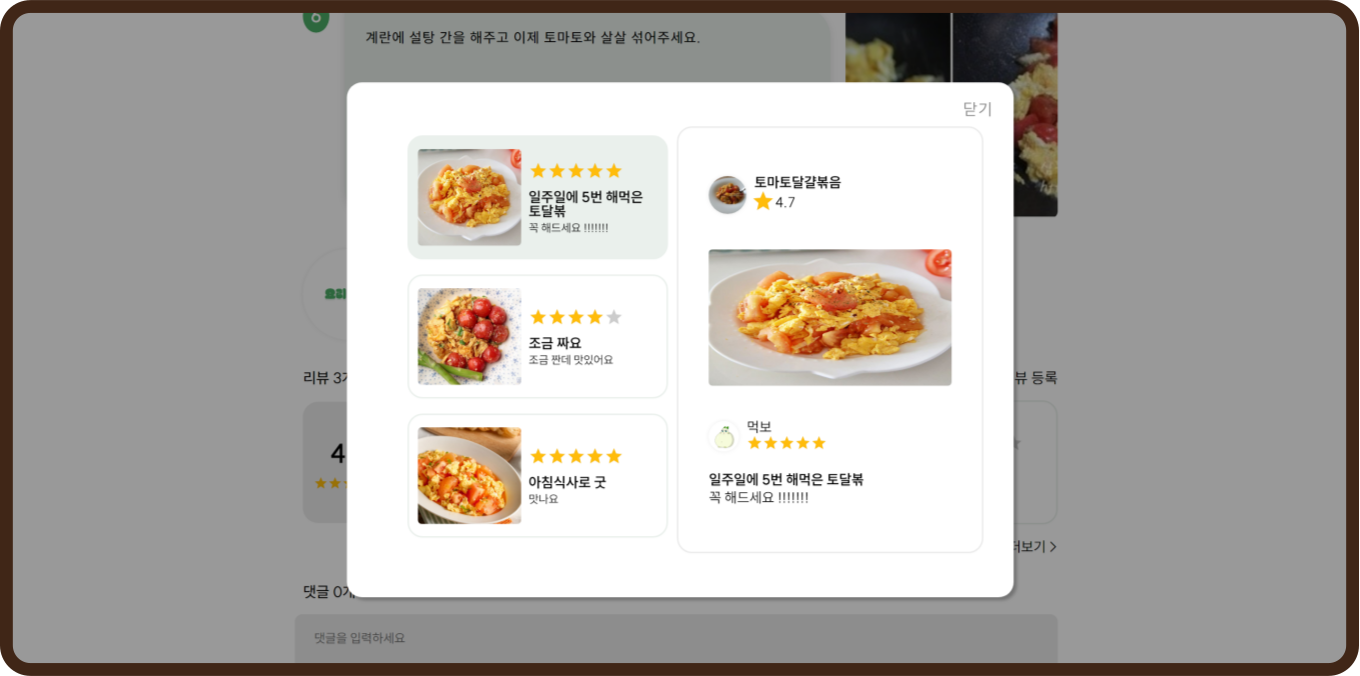 6
계란에 설탕 간을 해주고 이제 토마토와 살살 섞어주세요.
닫기
일주일에 5번 해먹은
토달볶
꼭 해드세요 !!!!!!!
조금 짜요
조금 짠데 맛있어요
아침식사로 굿
맛나요
토마토달걀볶음
4.7
먹보
일주일에 5번 해먹은 토달볶
꼭 해드세요 !!!!!!!
요리
리뷰 3개
뷰 등록
4
더보기 >
댓글 0개
댓글을 입력하세요